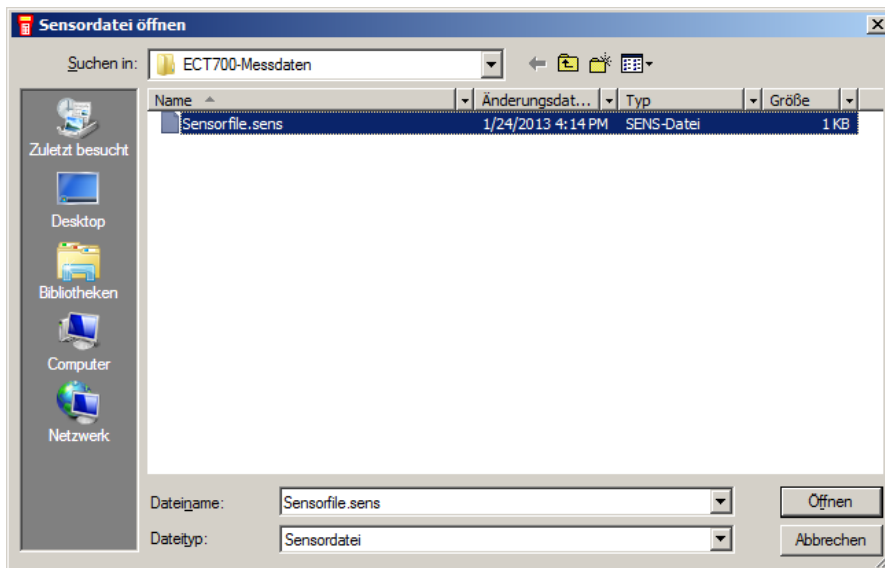 Sensordatei öffnen
Suchen in: ECT700-Messdaten
Name Änderungsdat... Typ Größe
Sensorfile.sens 1/24/2013 4:14 PM SENS-Datei 1 KB
Zuletzt besucht
Desktop
Bibliotheken
Computer
Netzwerk
Dateiname: Sensorfile.sens Öffnen
Dateityp: Sensordatei Abbrechen